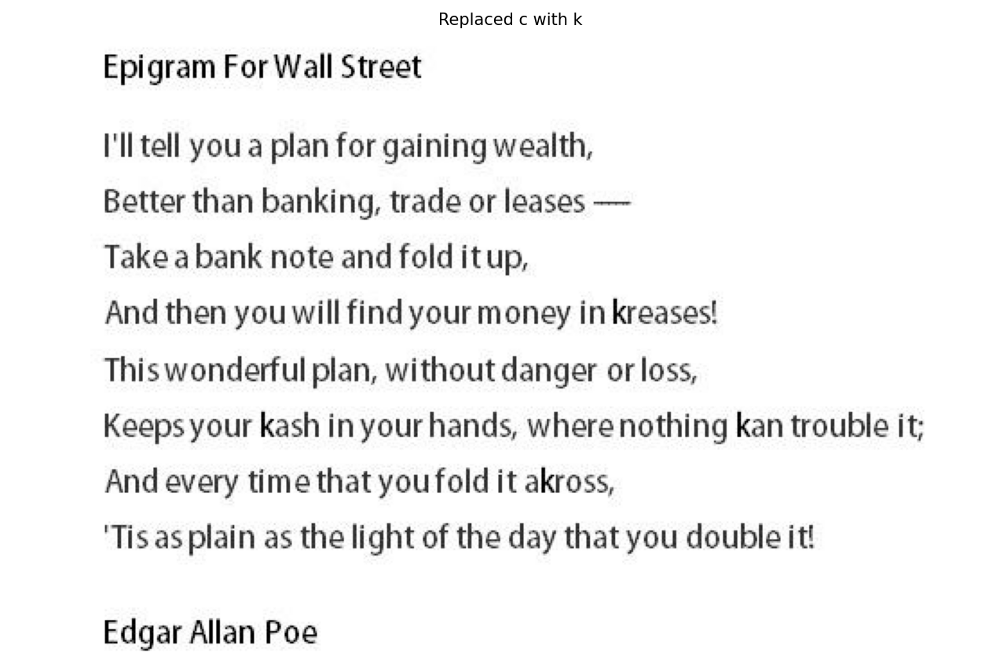 Replaced c with k
Epigram For Wall Street
I'll tell you a plan for gaining wealth,
Better than banking, trade or leases —
Take a bank note and fold it up,
And then you will find your money in kreases!
This wonderful plan, without danger or loss,
Keeps your kash in your hands, where nothing kan trouble it;
And every time that you fold it akross,
'Tis as plain as the light of the day that you double it!
Edgar Allan Poe